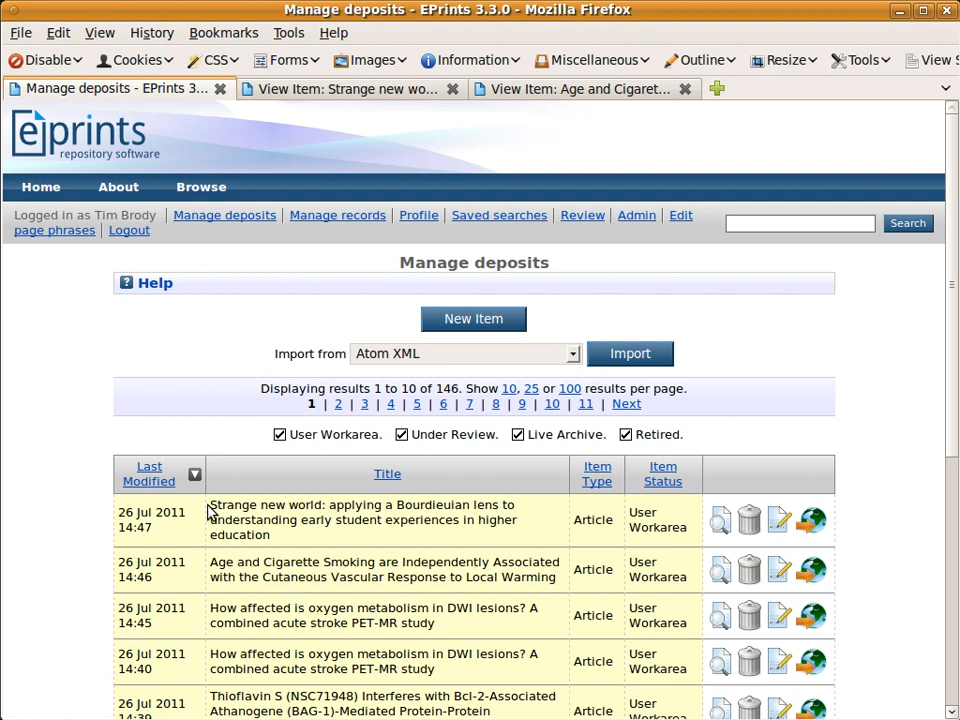 Manage deposits - EPrints 3.3.0 - Mozilla Firefox
File Edit View History Bookmarks Tools Help
Disable Cookies CSS Forms Images Information Miscellaneous Outline Resize Tools View S
Manage deposits - EPrints 3... View Item: Strange new wo... View Item: Age and Cigaret...
eprints
repository software
Home About Browse
Logged in as Tim Brody | Manage deposits | Manage records | Profile | Saved searches | Review | Admin | Edit
page phrases | Logout
Search
Manage deposits
? Help
New Item
Import from Atom XML Import
Displaying results 1 to 10 of 146. Show 10, 25 or 100 results per page.
1 | 2 | 3 | 4 | 5 | 6 | 7 | 8 | 9 | 10 | 11 | Next
User Workarea. Under Review. Live Archive. Retired.
Last Modified Title Item Type Item Status
26 Jul 2011 14:47
Strange new world: applying a Bourdieuian lens to
understanding early student experiences in higher
education
Article
User Workarea
26 Jul 2011 14:46
Age and Cigarette Smoking are Independently Associated
with the Cutaneous Vascular Response to Local Warming
Article
User Workarea
26 Jul 2011 14:45
How affected is oxygen metabolism in DWI lesions? A
combined acute stroke PET-MR study
Article
User Workarea
26 Jul 2011 14:40
How affected is oxygen metabolism in DWI lesions? A
combined acute stroke PET-MR study
Article
User Workarea
26 Jul 2011 14:39
Thioflavin S (NSC71948) Interferes with Bcl-2-Associated
Athanogene (BAG-1)-Mediated Protein-Protein
Article
User Workarea